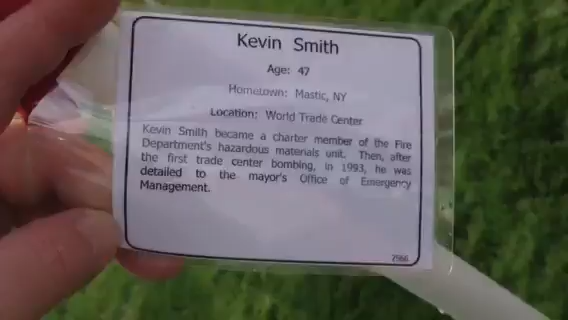 Kevin Smith
Age: 47
Hometown: Mastic, NY
Location: World Trade Center
Kevin Smith became a charter member of the Fire
Department's hazardous materials unit. Then, after
the first trade center bombing, in 1993, he was
detailed to the mayor's Office of Emergency
Management.
2566